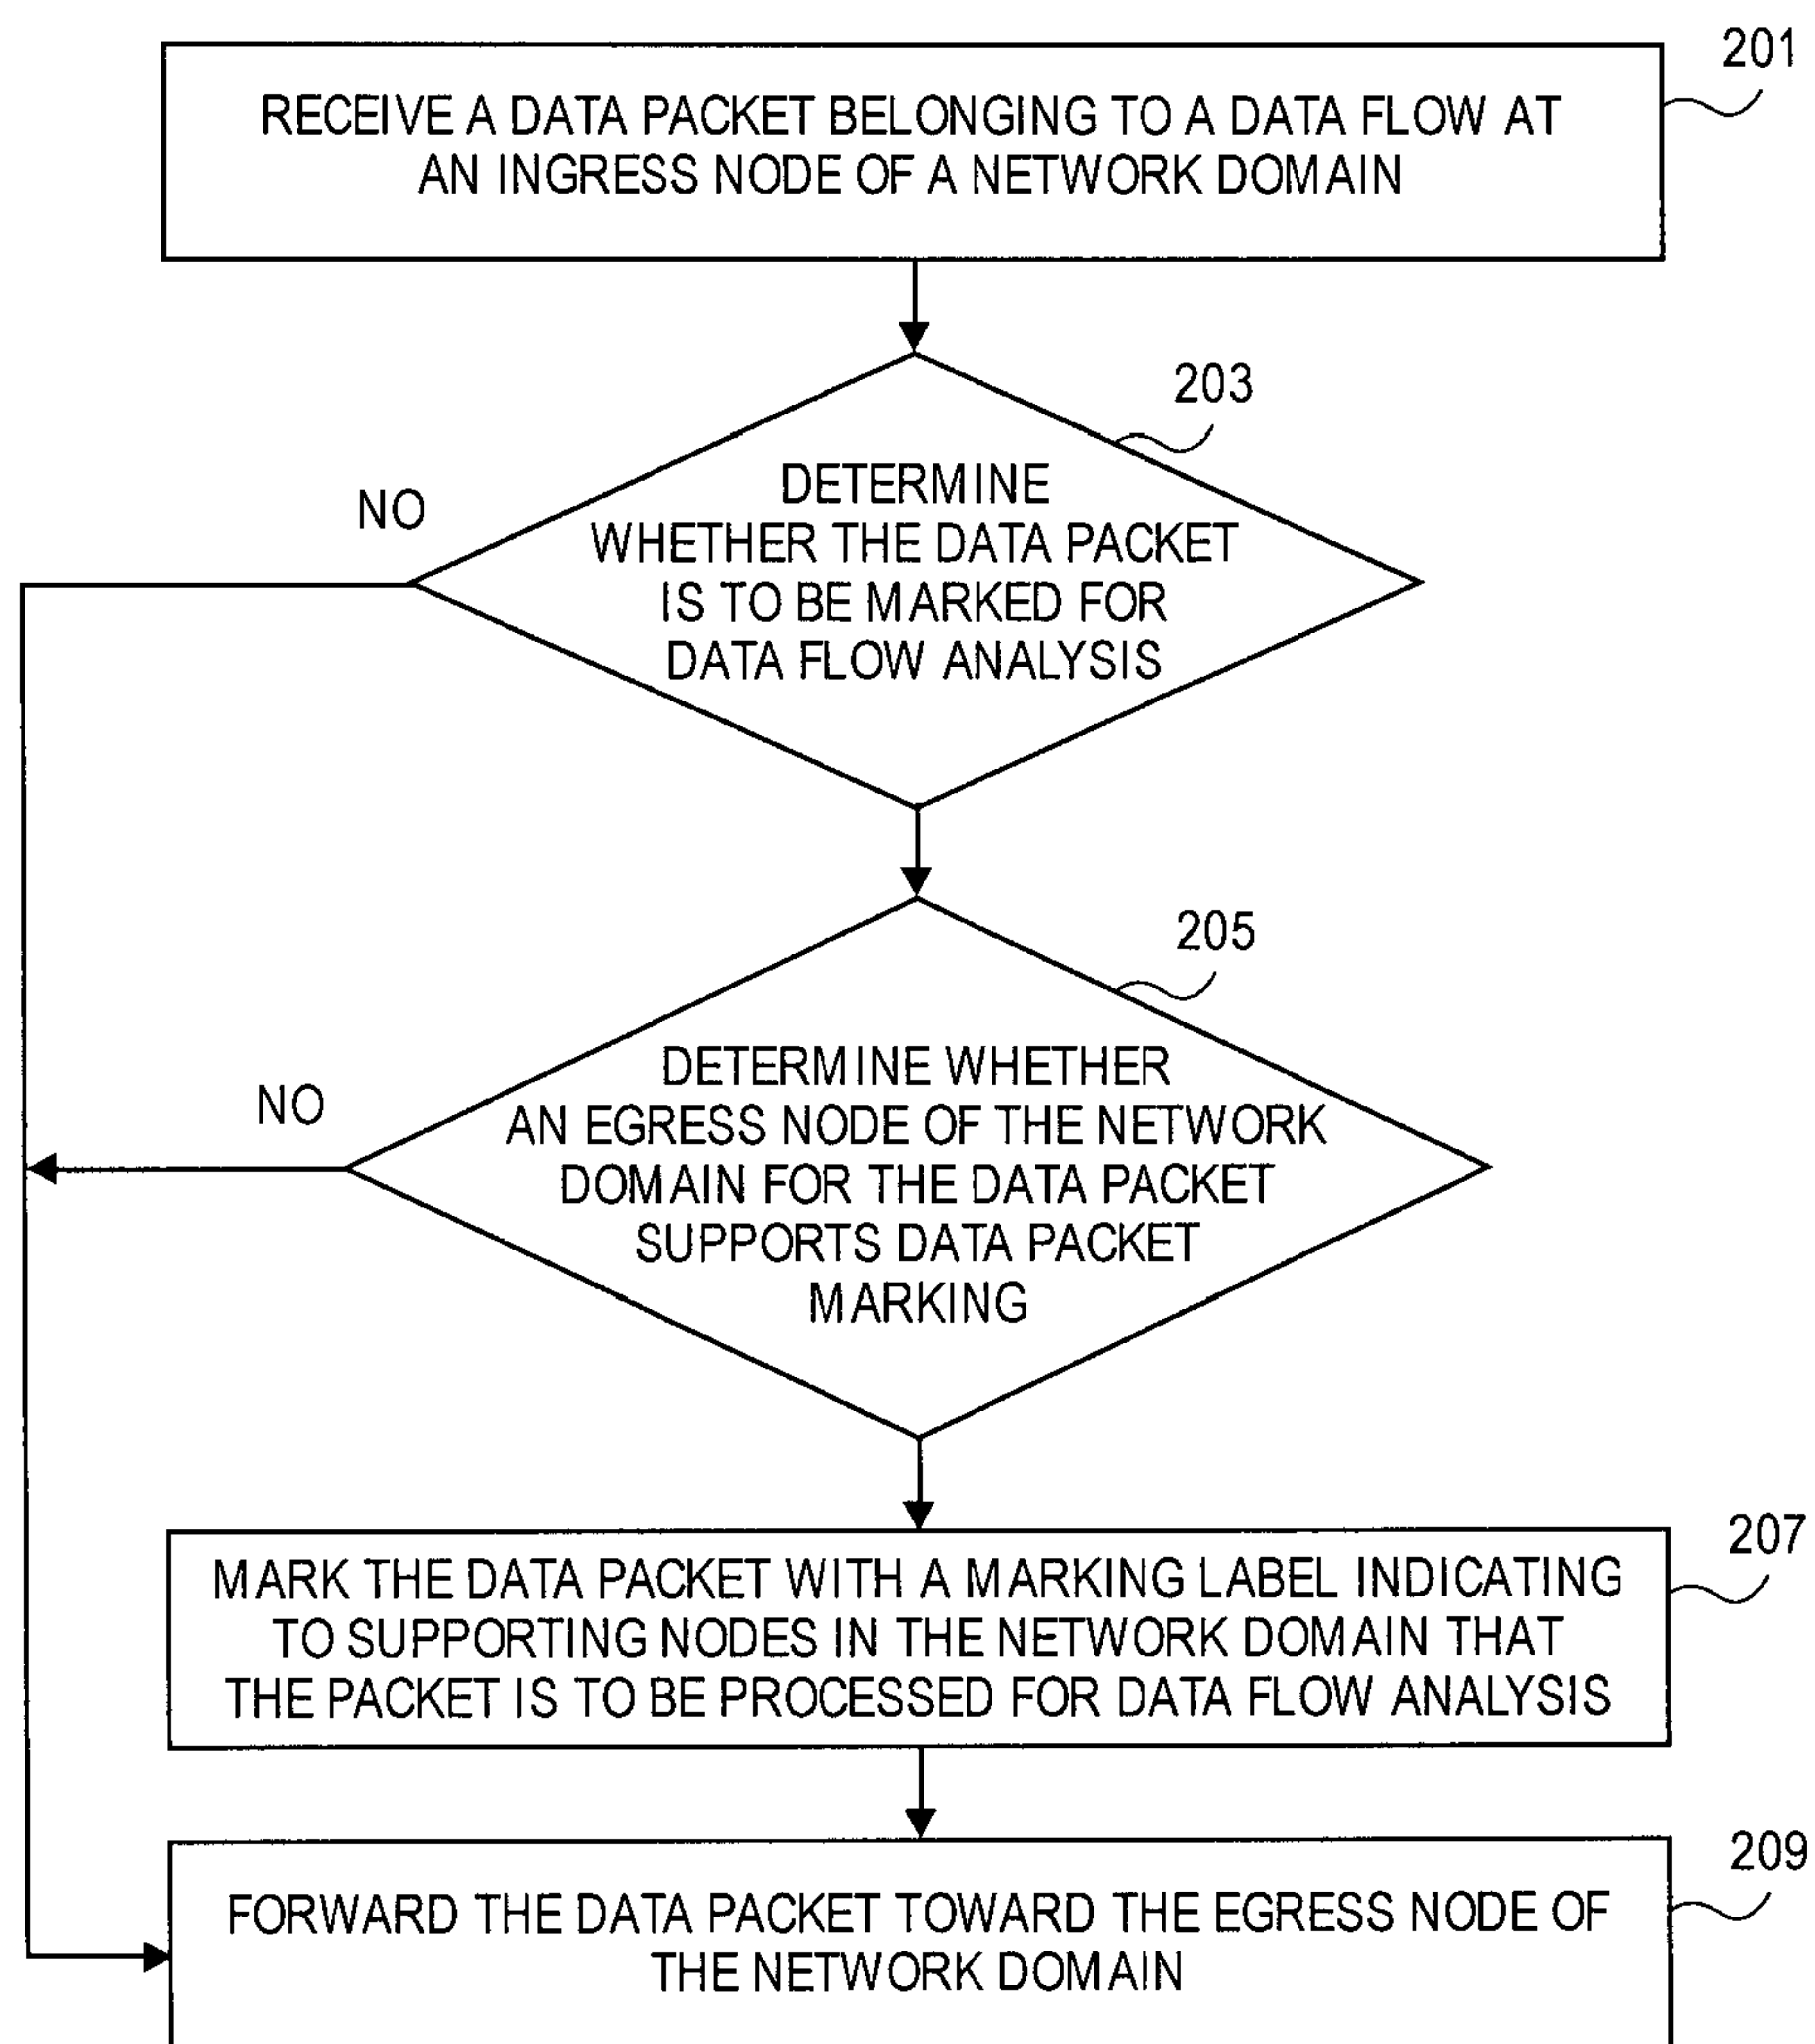 201
RECEIVE A DATA PACKET BELONGING TO A DATA FLOW AT
AN INGRESS NODE OF A NETWORK DOMAIN
203
NO
DETERMINE
WHETHER THE DATA PACKET
IS TO BE MARKED FOR
DATA FLOW ANALYSIS
205
NO
DETERMINE WHETHER
AN EGRESS NODE OF THE NETWORK
DOMAIN FOR THE DATA PACKET
SUPPORTS DATA PACKET
MARKING
207
MARK THE DATA PACKET WITH A MARKING LABEL INDICATING
TO SUPPORTING NODES IN THE NETWORK DOMAIN THAT
THE PACKET IS TO BE PROCESSED FOR DATA FLOW ANALYSIS
209
FORWARD THE DATA PACKET TOWARD THE EGRESS NODE OF
THE NETWORK DOMAIN